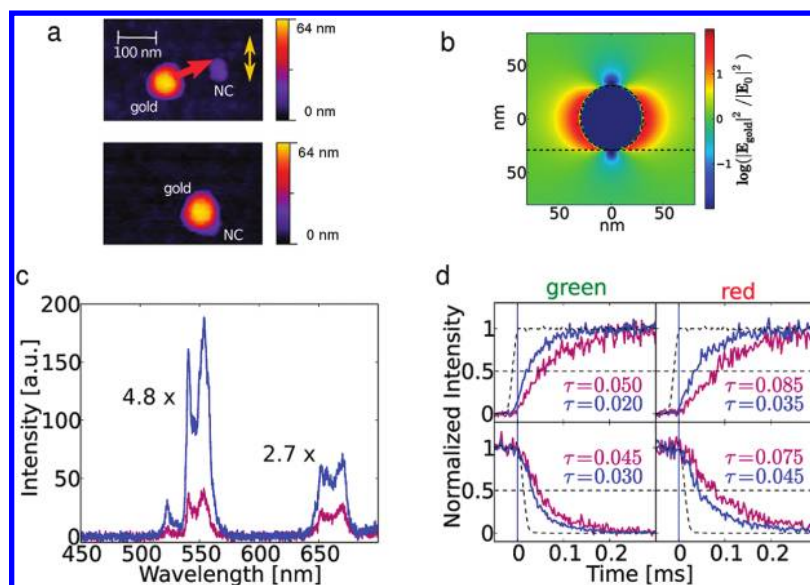 a
100 nm
gold
NC
64 nm
0 nm
gold
NC
64 nm
0 nm
b
50
0
50
nm
50
0
50
nm
1
0
−1
log(|E_gold|²/|E₀|²)
c
200
150
100
50
0
Intensity [a.u.]
4.8 x
2.7 x
450
500
550
600
650
Wavelength [nm]
d
green
red
Normalized Intensity
1
0.5
0
τ=0.050
τ=0.020
τ=0.085
τ=0.035
1
0.5
0
τ=0.045
τ=0.030
τ=0.075
τ=0.045
0
0.1
0.2
0
0.1
0.2
Time [ms]